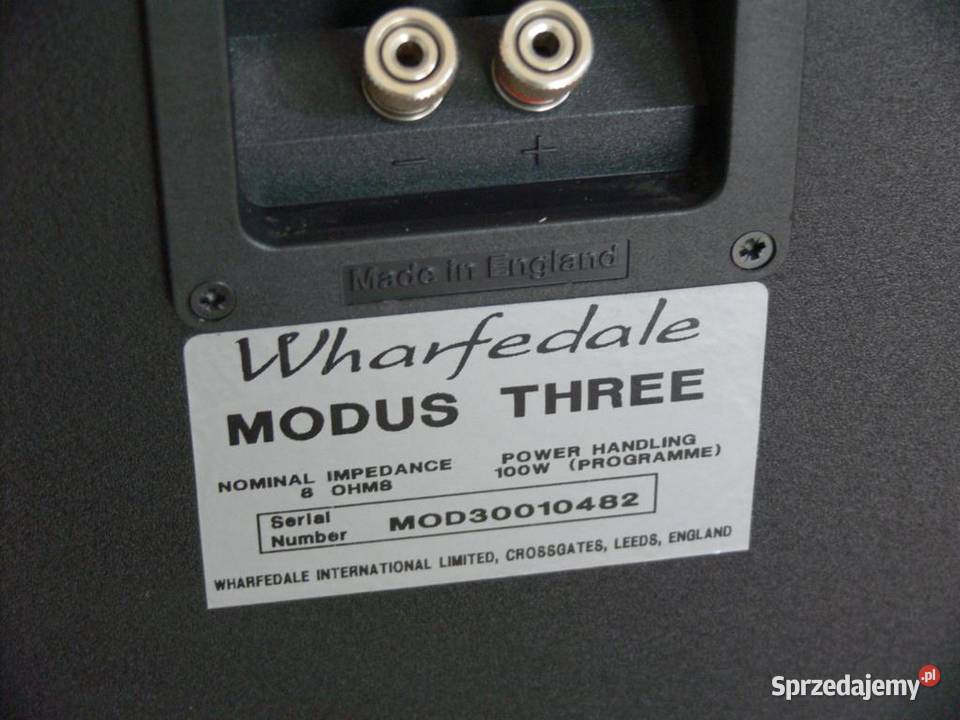 - +
Made in England
Wharfedale
MODUS THREE
NOMINAL IMPEDANCE
8 OHMS
POWER HANDLING
100W (PROGRAMME)
Serial
Number
MOD30010482
WHARFEDALE INTERNATIONAL LIMITED, CROSSGATES, LEEDS, ENGLAND
Sprzedajemy.pl